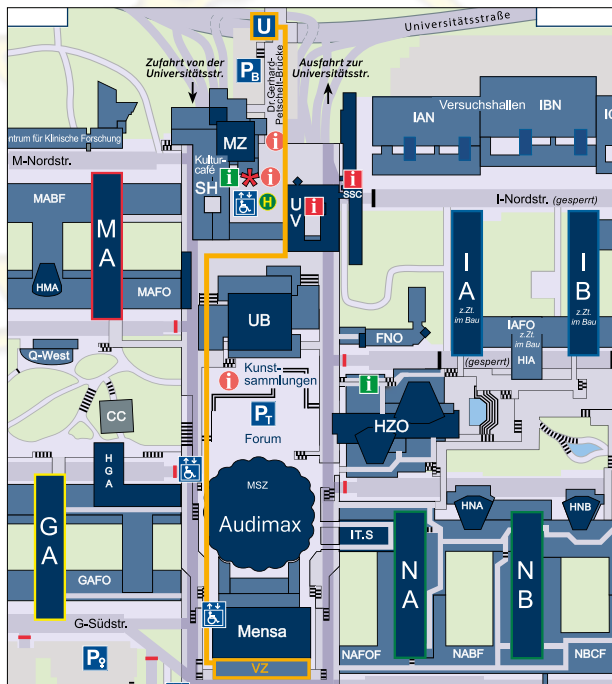 U
Universitätsstraße
Zufahrt von der
Universitätsstr.
P B
Dr. Gerhard-
Petschelt-Brücke
Ausfahrt zur
Universitätsstr.
Versuchshallen
IAN
IBN
IC
MZ
i
entrum für Klinische Forschung
M-Nordstr.
Kultur-
café
SH
i
*
i
H
U
V
i
i
SSC
I-Nordstr. (gesperrt)
MABF
M
A
HMA
MAFO
I
A
z.Zt.
im Bau
I
B
z.Zt.
im Bau
IAFO
z.Zt.
im Bau
UB
FNO
(gesperrt)
HIA
Q-West
i
Kunst-
sammlungen
i
CC
P T
Forum
HZO
H
G
A
MSZ
Audimax
G
A
HNA
HNB
IT.S
N
A
N
B
GAFO
G-Südstr.
Mensa
P
VZ
NAFOF
NABF
NBCF